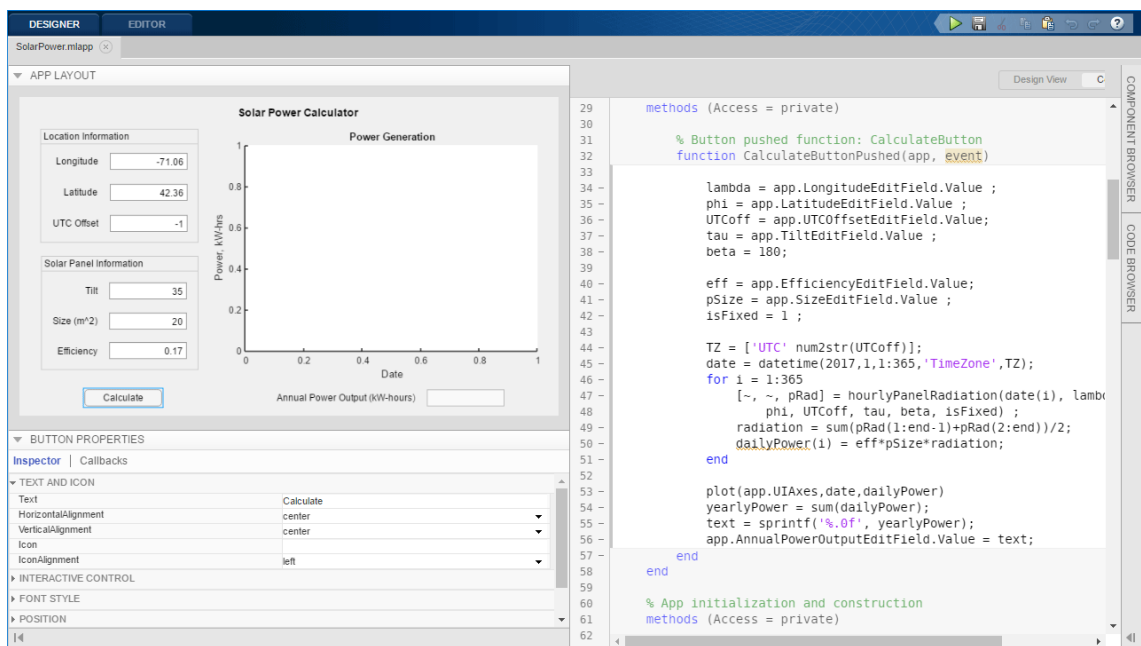 DESIGNER
EDITOR
?
SolarPower.mlapp
APP LAYOUT
Solar Power Calculator
Location Information
Longitude -71.06
Latitude 42.36
UTC Offset -1
Solar Panel Information
Tilt 35
Size (m^2) 20
Efficiency 0.17
Calculate
Power Generation
Power, kW-hrs
1
0.8
0.6
0.4
0.2
0
0 0.2 0.4 0.6 0.8 1
Date
Annual Power Output (kW-hours)
BUTTON PROPERTIES
Inspector | Callbacks
TEXT AND ICON
Text Calculate
HorizontalAlignment center
VerticalAlignment center
Icon
IconAlignment left
INTERACTIVE CONTROL
FONT STYLE
POSITION
Design View C
29 methods (Access = private)
30
31 % Button pushed function: CalculateButton
32 function CalculateButtonPushed(app, event)
33
34 – lambda = app.LongitudeEditField.Value ;
35 – phi = app.LatitudeEditField.Value ;
36 – UTCoff = app.UTCOffsetEditField.Value;
37 – tau = app.TiltEditField.Value ;
38 – beta = 180;
39
40 – eff = app.EfficiencyEditField.Value;
41 – pSize = app.SizeEditField.Value ;
42 – isFixed = 1 ;
43
44 – TZ = ['UTC' num2str(UTCoff)];
45 – date = datetime(2017,1,1:365,'TimeZone',TZ);
46 – for i = 1:365
47 – [~, ~, pRad] = hourlyPanelRadiation(date(i), lambd
48 phi, UTCoff, tau, beta, isFixed) ;
49 – radiation = sum(pRad(1:end-1)+pRad(2:end))/2;
50 – dailyPower(i) = eff*pSize*radiation;
51 – end
52
53 – plot(app.UIAxes,date,dailyPower)
54 – yearlyPower = sum(dailyPower);
55 – text = sprintf('%.0f', yearlyPower);
56 – app.AnnualPowerOutputEditField.Value = text;
57 – end
58 end
59
60 % App initialization and construction
61 methods (Access = private)
62
COMPONENT BROWSER
CODE BROWSER